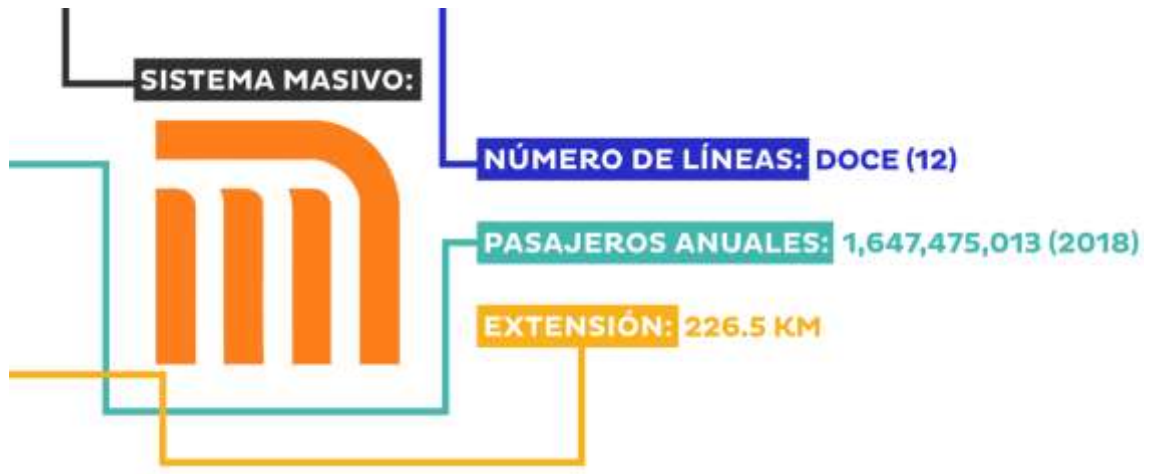 SISTEMA MASIVO:
NÚMERO DE LÍNEAS: DOCE (12)
PASAJEROS ANUALES: 1,647,475,013 (2018)
EXTENSIÓN: 226.5 KM